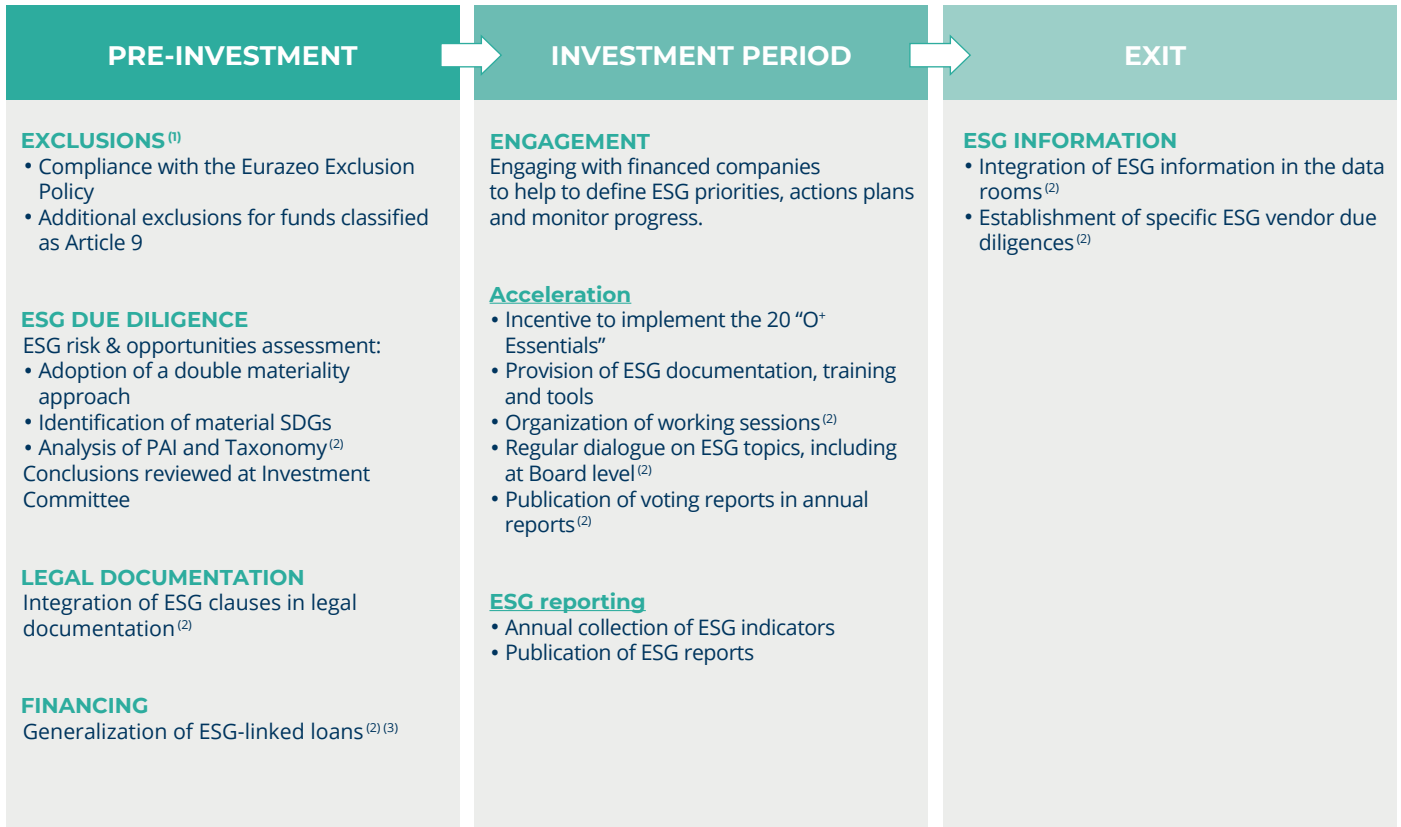 PRE-INVESTMENT
EXCLUSIONS (1)
• Compliance with the Eurazeo Exclusion
Policy
• Additional exclusions for funds classified
as Article 9
ESG DUE DILIGENCE
ESG risk & opportunities assessment:
• Adoption of a double materiality
approach
• Identification of material SDGs
• Analysis of PAI and Taxonomy (2)
Conclusions reviewed at Investment
Committee
LEGAL DOCUMENTATION
Integration of ESG clauses in legal
documentation (2)
FINANCING
Generalization of ESG-linked loans (2) (3)
INVESTMENT PERIOD
ENGAGEMENT
Engaging with financed companies
to help to define ESG priorities, actions plans
and monitor progress.
Acceleration
• Incentive to implement the 20 “O+
Essentials”
• Provision of ESG documentation, training
and tools
• Organization of working sessions (2)
• Regular dialogue on ESG topics, including
at Board level (2)
• Publication of voting reports in annual
reports (2)
ESG reporting
• Annual collection of ESG indicators
• Publication of ESG reports
EXIT
ESG INFORMATION
• Integration of ESG information in the data
rooms (2)
• Establishment of specific ESG vendor due
diligences (2)